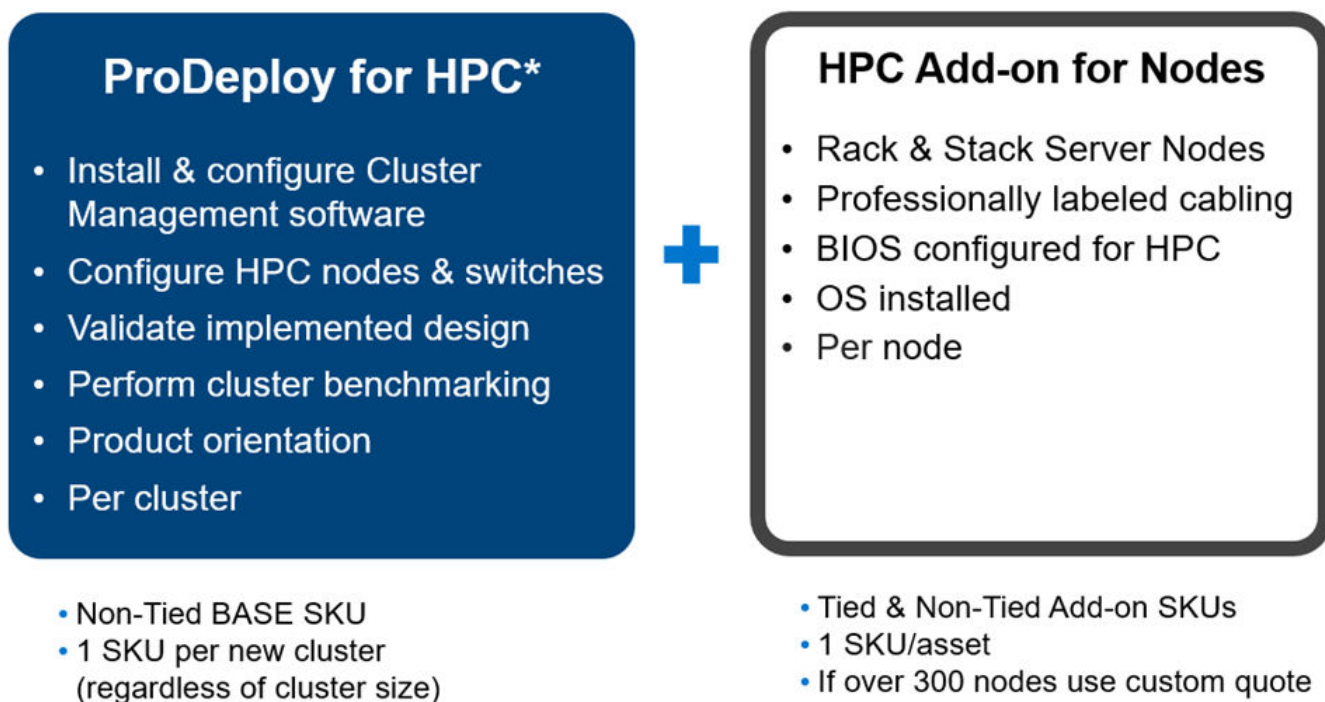 ProDeploy for HPC*
• Install & configure Cluster
Management software
• Configure HPC nodes & switches
• Validate implemented design
• Perform cluster benchmarking
• Product orientation
• Per cluster
• Non-Tied BASE SKU
• 1 SKU per new cluster
(regardless of cluster size)
HPC Add-on for Nodes
• Rack & Stack Server Nodes
• Professionally labeled cabling
• BIOS configured for HPC
• OS installed
• Per node
• Tied & Non-Tied Add-on SKUs
• 1 SKU/asset
• If over 300 nodes use custom quote